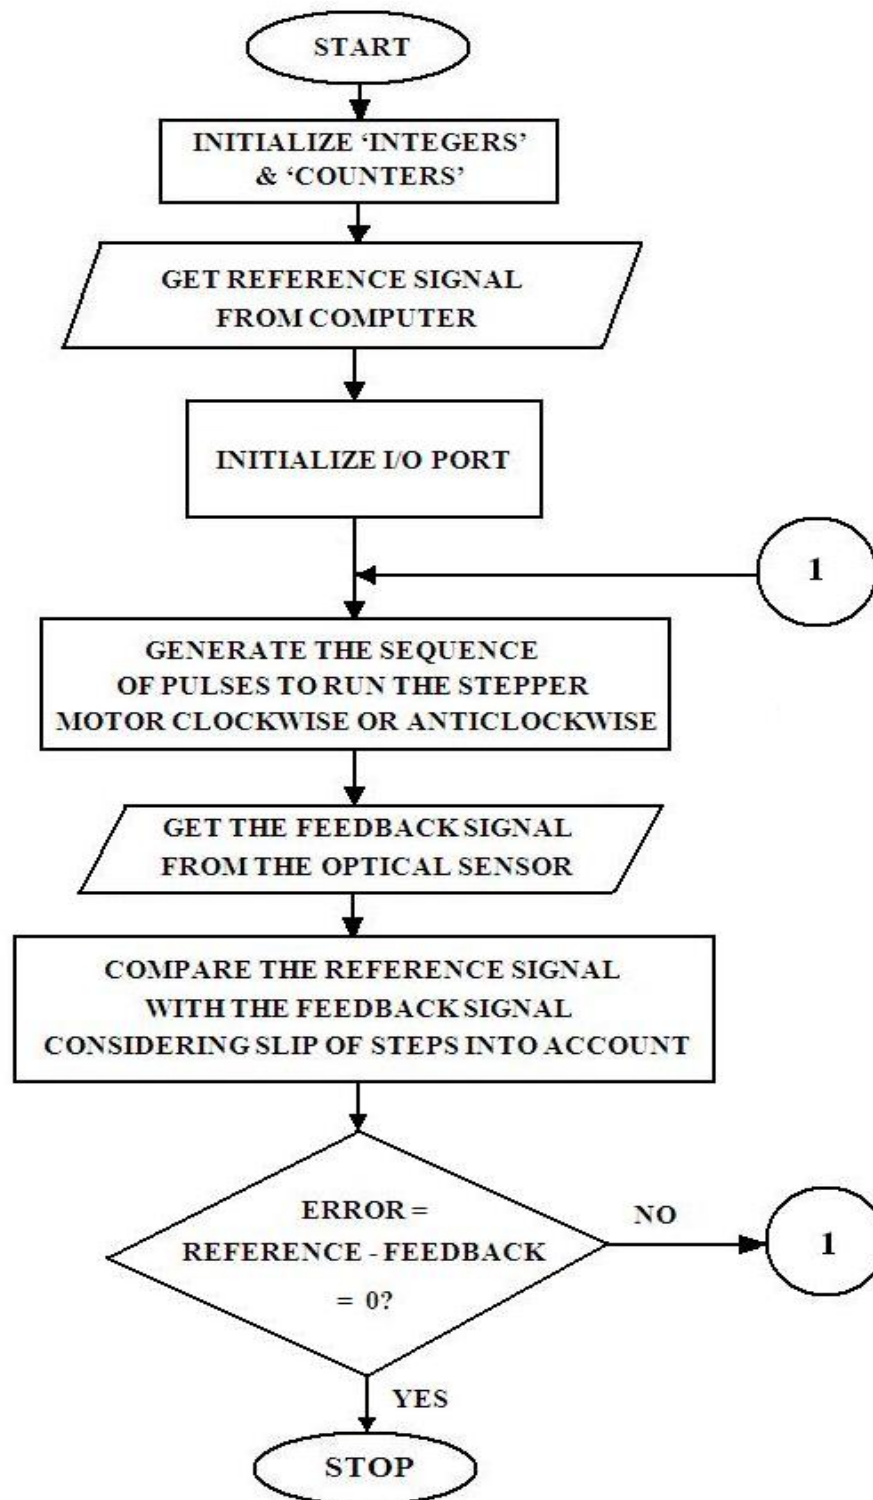 START
INITIALIZE ‘INTEGERS’
& ‘COUNTERS’
GET REFERENCE SIGNAL
FROM COMPUTER
INITIALIZE I/O PORT
1
GENERATE THE SEQUENCE
OF PULSES TO RUN THE STEPPER
MOTOR CLOCKWISE OR ANTICLOCKWISE
GET THE FEEDBACK SIGNAL
FROM THE OPTICAL SENSOR
COMPARE THE REFERENCE SIGNAL
WITH THE FEEDBACK SIGNAL
CONSIDERING SLIP OF STEPS INTO ACCOUNT
ERROR =
REFERENCE - FEEDBACK
= 0?
NO
1
YES
STOP